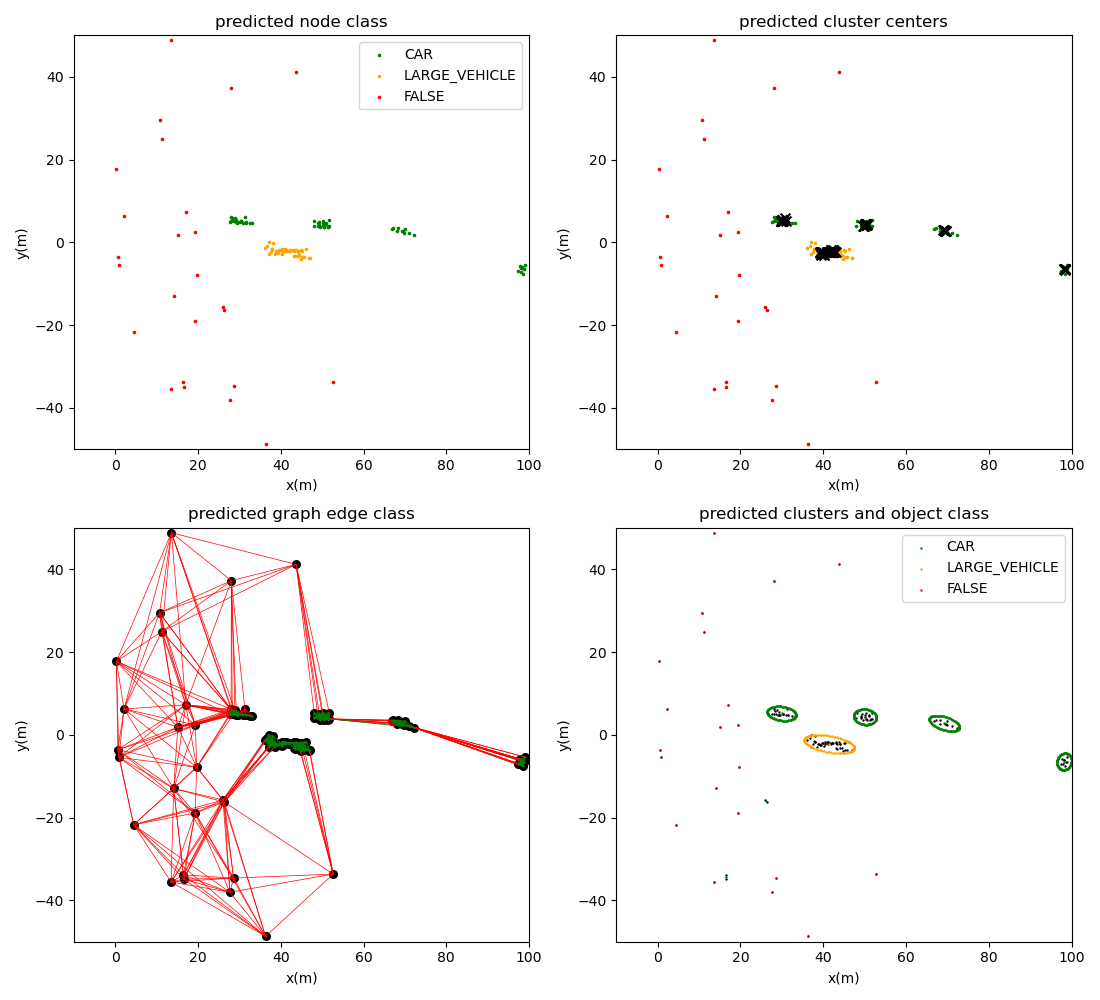 predicted node class
CAR
LARGE_VEHICLE
FALSE
40
20
0
−20
−40
y(m)
0 20 40 60 80 100
x(m)
predicted cluster centers
40
20
0
−20
−40
y(m)
0 20 40 60 80 100
x(m)
predicted graph edge class
40
20
0
−20
−40
y(m)
0 20 40 60 80 100
x(m)
predicted clusters and object class
CAR
LARGE_VEHICLE
FALSE
40
20
0
−20
−40
y(m)
0 20 40 60 80 100
x(m)